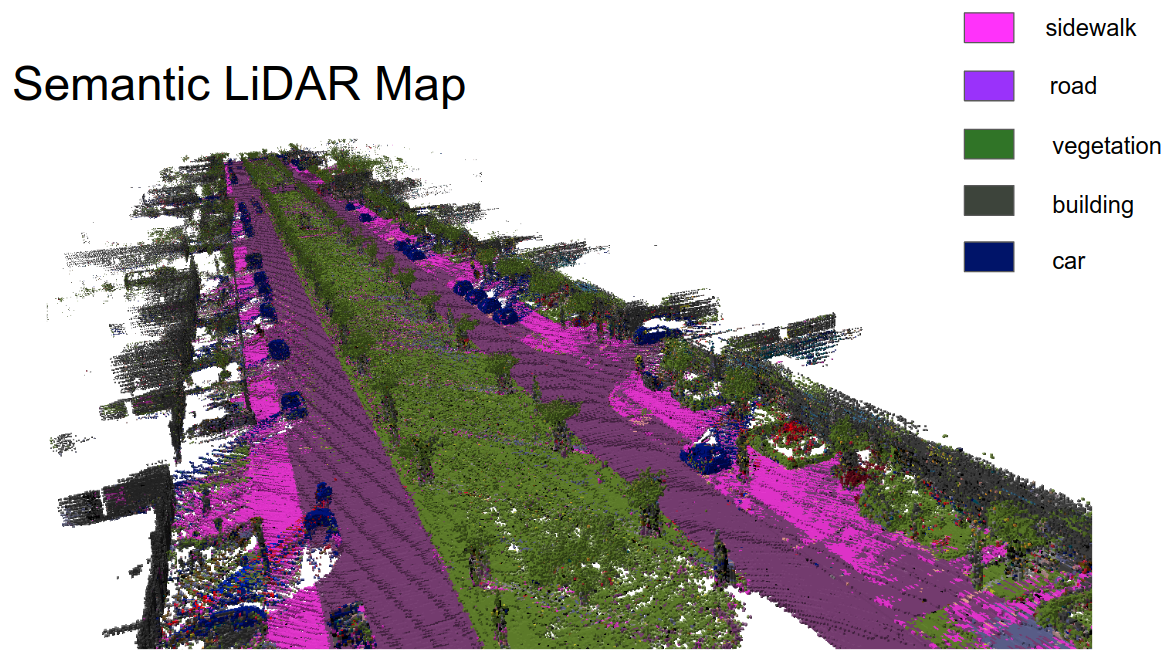 Semantic LiDAR Map
sidewalk
road
vegetation
building
car